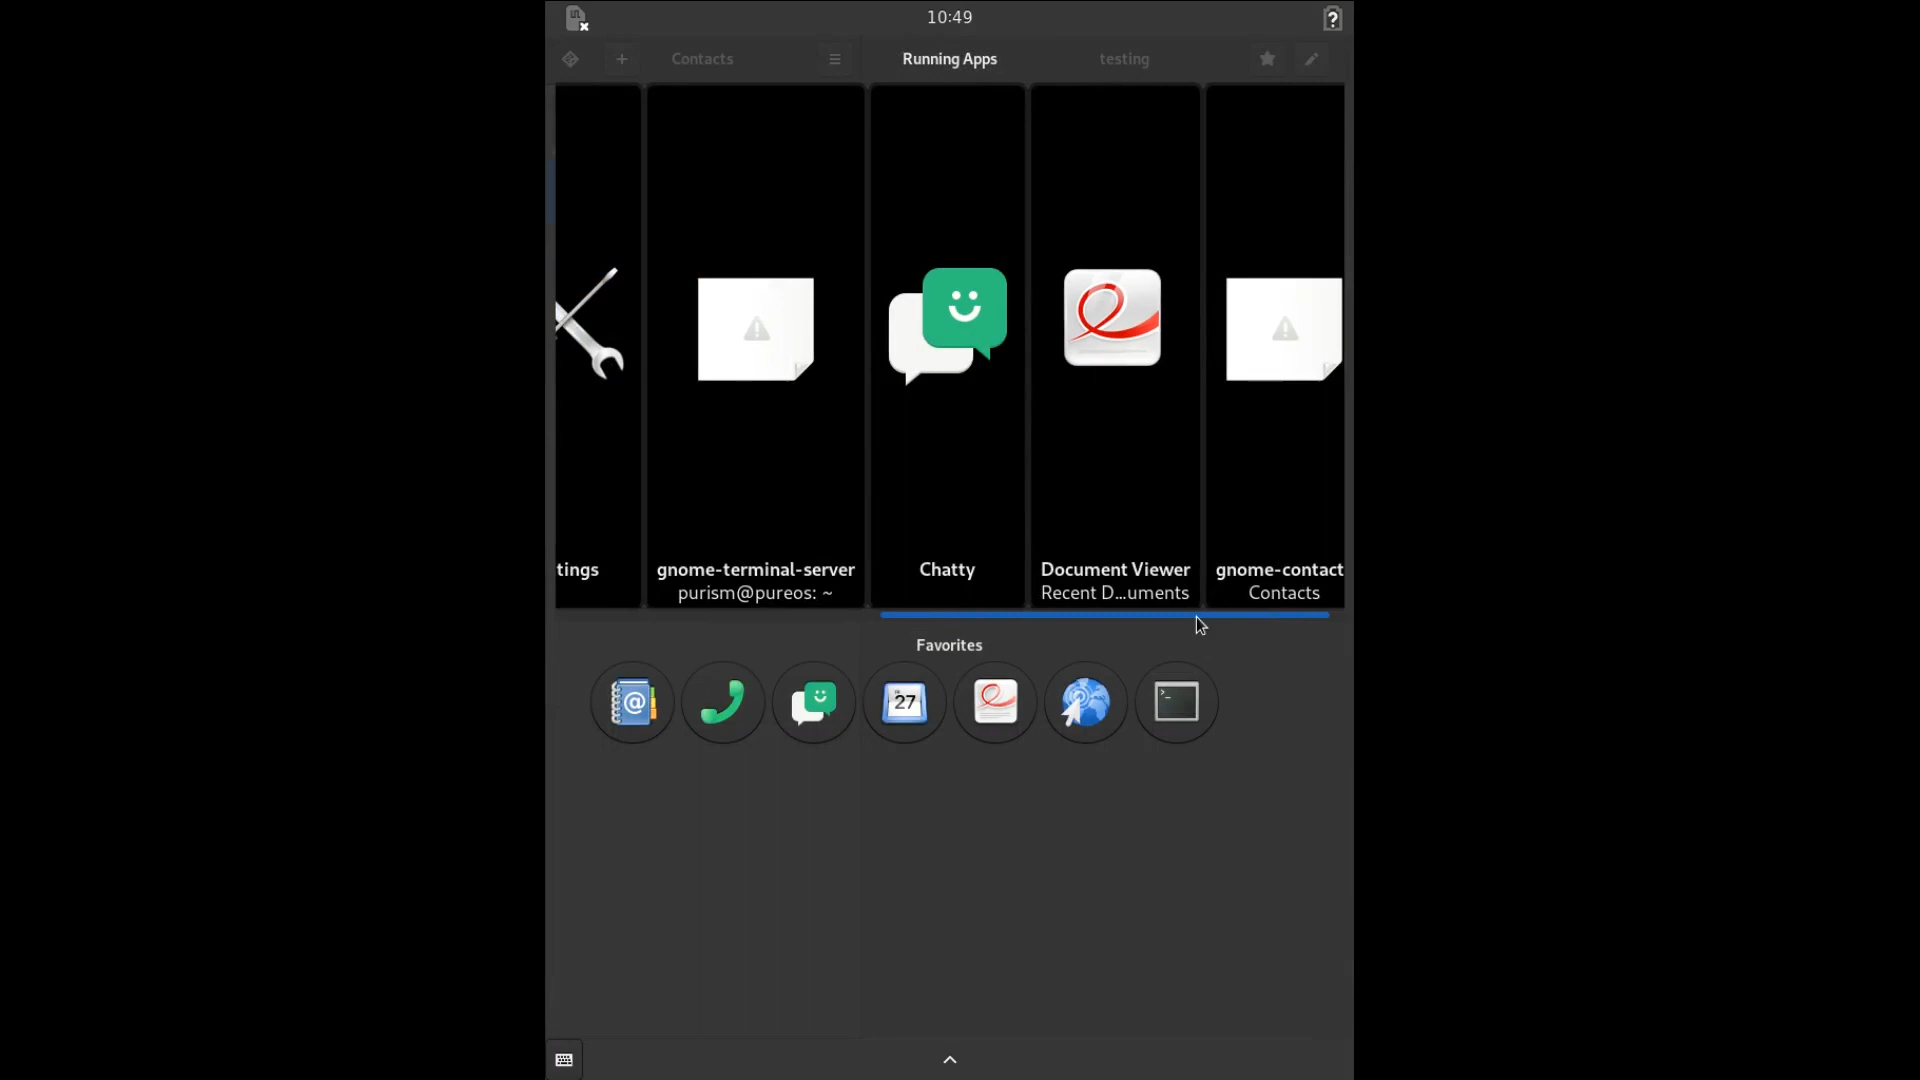 10:49
Contacts
Running Apps
testing
tings
gnome-terminal-server
purism@pureos: ~
Chatty
Document Viewer
Recent D…uments
gnome-contact
Contacts
Favorites
27